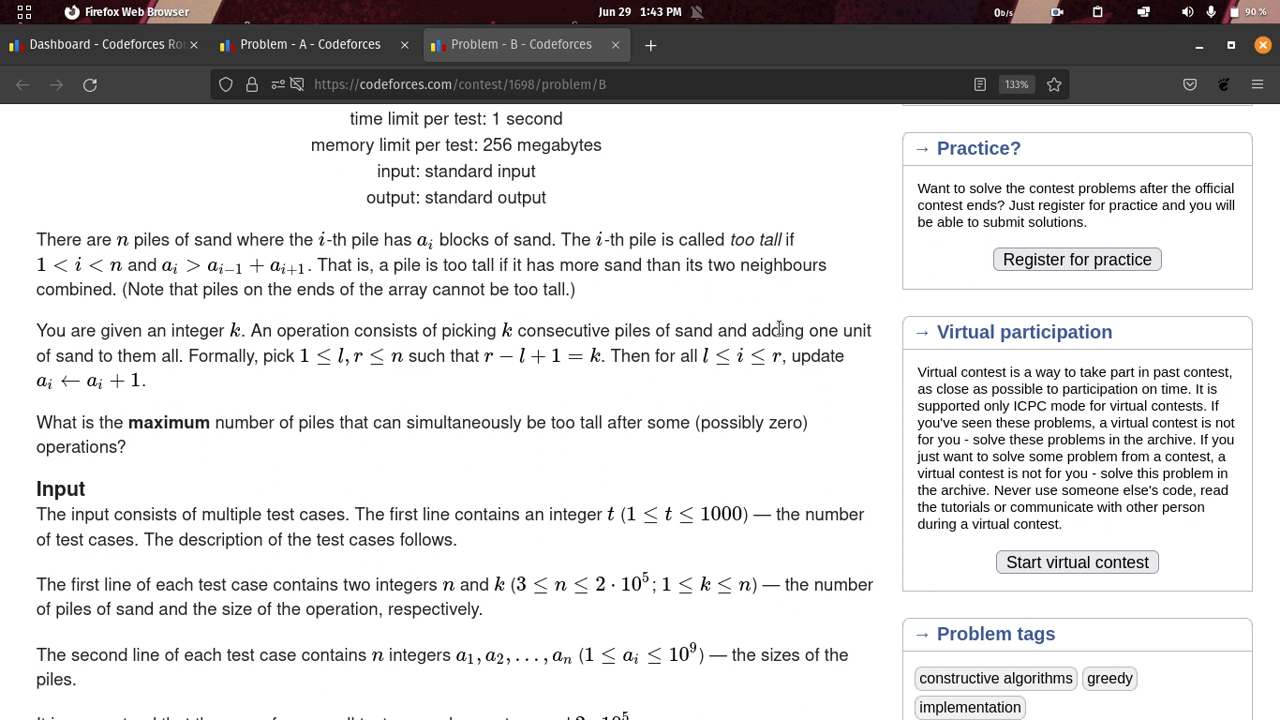 Firefox Web Browser
Jun 29 1:43 PM
0 b/s
90 %
Dashboard - Codeforces Ro
Problem - A - Codeforces
Problem - B - Codeforces
https://codeforces.com/contest/1698/problem/B
133%
time limit per test: 1 second
memory limit per test: 256 megabytes
input: standard input
output: standard output
There are n piles of sand where the i-th pile has aᵢ blocks of sand. The i-th pile is called too tall if
1 < i < n and aᵢ > aᵢ₋₁ + aᵢ₊₁. That is, a pile is too tall if it has more sand than its two neighbours
combined. (Note that piles on the ends of the array cannot be too tall.)
You are given an integer k. An operation consists of picking k consecutive piles of sand and adding one unit
of sand to them all. Formally, pick 1 ≤ l, r ≤ n such that r − l + 1 = k. Then for all l ≤ i ≤ r, update
aᵢ ← aᵢ + 1.
What is the maximum number of piles that can simultaneously be too tall after some (possibly zero)
operations?
Input
The input consists of multiple test cases. The first line contains an integer t (1 ≤ t ≤ 1000) — the number
of test cases. The description of the test cases follows.
The first line of each test case contains two integers n and k (3 ≤ n ≤ 2 · 10⁵; 1 ≤ k ≤ n) — the number
of piles of sand and the size of the operation, respectively.
The second line of each test case contains n integers a₁, a₂, …, aₙ (1 ≤ aᵢ ≤ 10⁹) — the sizes of the
piles.
→ Practice?
Want to solve the contest problems after the official
contest ends? Just register for practice and you will
be able to submit solutions.
Register for practice
→ Virtual participation
Virtual contest is a way to take part in past contest,
as close as possible to participation on time. It is
supported only ICPC mode for virtual contests. If
you've seen these problems, a virtual contest is not
for you - solve these problems in the archive. If you
just want to solve some problem from a contest, a
virtual contest is not for you - solve this problem in
the archive. Never use someone else's code, read
the tutorials or communicate with other person
during a virtual contest.
Start virtual contest
→ Problem tags
constructive algorithms
greedy
implementation